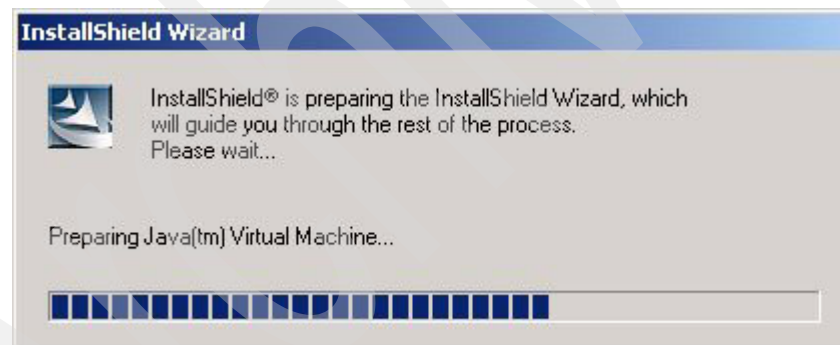 InstallShield Wizard
InstallShield® is preparing the InstallShield Wizard, which
will guide you through the rest of the process.
Please wait...
Preparing Java(tm) Virtual Machine...